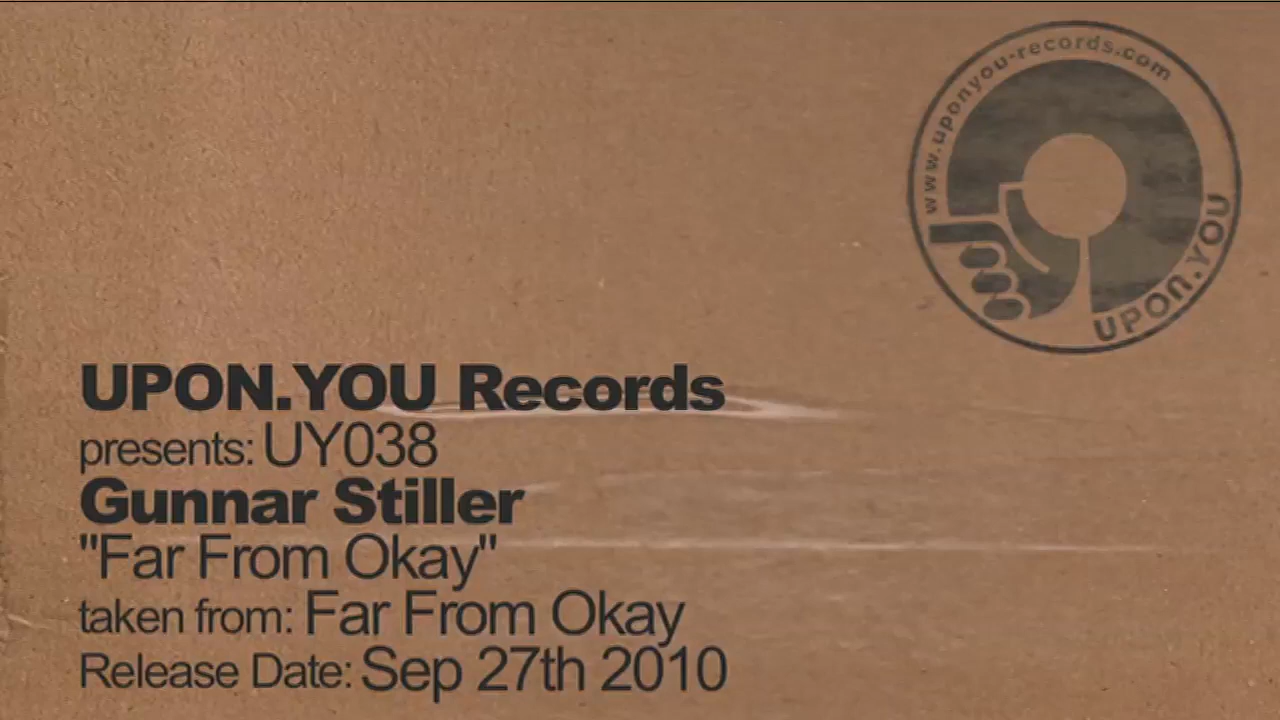 www.uponyou-records.com
UPON.YOU
UPON.YOU Records
presents: UY038
Gunnar Stiller
"Far From Okay"
taken from: Far From Okay
Release Date: Sep 27th 2010